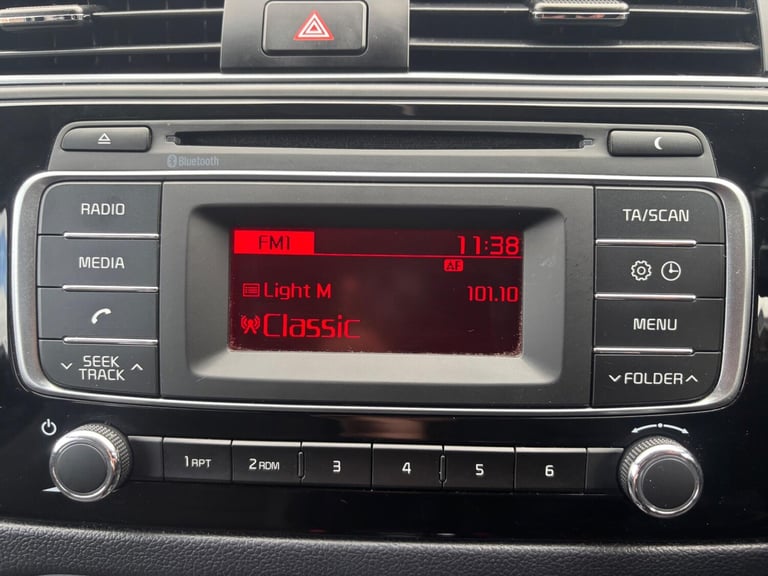 Bluetooth
RADIO
MEDIA
SEEK
TRACK
FM1
11:38
AF
Light M
101.10
Classic
TA/SCAN
MENU
FOLDER
1 RPT
2 RDM
3
4
5
6